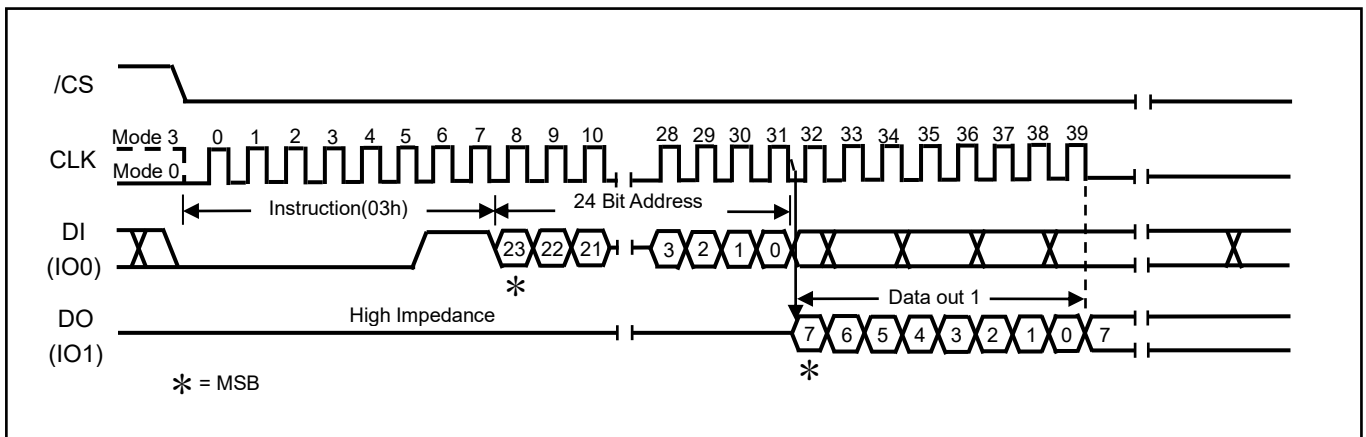 /CS
Mode 3 0 1 2 3 4 5 6 7 8 9 10 28 29 30 31 32 33 34 35 36 37 38 39
CLK
Mode 0
Instruction(03h) 24 Bit Address
DI
(IO0)
23 22 21 3 2 1 0
*
Data out 1
High Impedance
DO
(IO1)
7 6 5 4 3 2 1 0 7
*
* = MSB